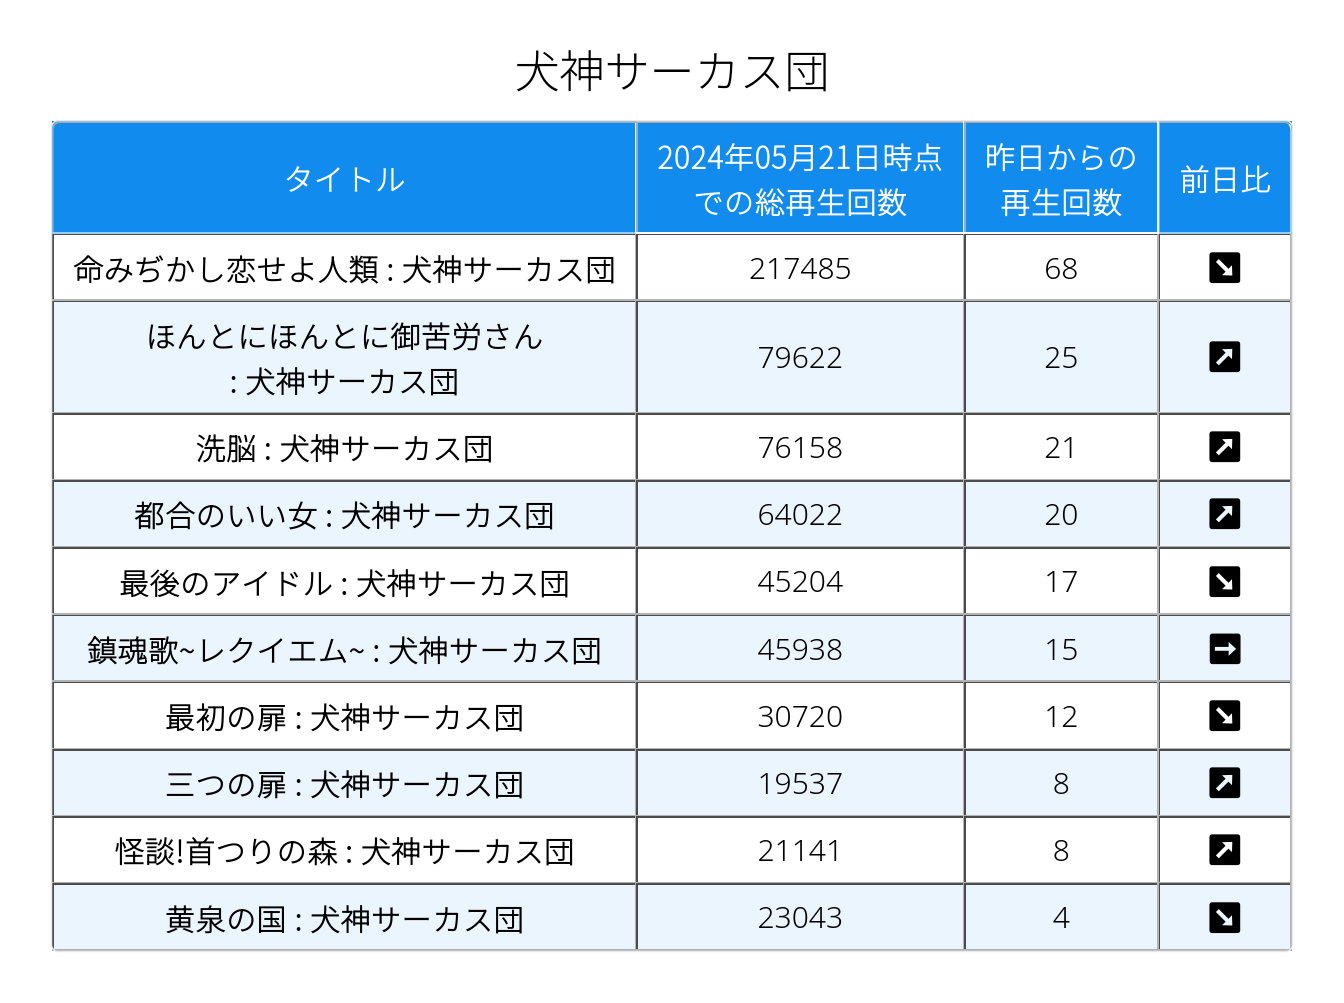 犬神サーカス団
タイトル
2024年05月21日時点
での総再生回数
昨日からの
再生回数
前日比
命みぢかし恋せよ人類 : 犬神サーカス団
217485
68
↘
ほんとにほんとに御苦労さん
: 犬神サーカス団
79622
25
↗
洗脳 : 犬神サーカス団
76158
21
↗
都合のいい女 : 犬神サーカス団
64022
20
↗
最後のアイドル : 犬神サーカス団
45204
17
↘
鎮魂歌~レクイエム~ : 犬神サーカス団
45938
15
→
最初の扉 : 犬神サーカス団
30720
12
↘
三つの扉 : 犬神サーカス団
19537
8
↗
怪談!首つりの森 : 犬神サーカス団
21141
8
↗
黄泉の国 : 犬神サーカス団
23043
4
↘